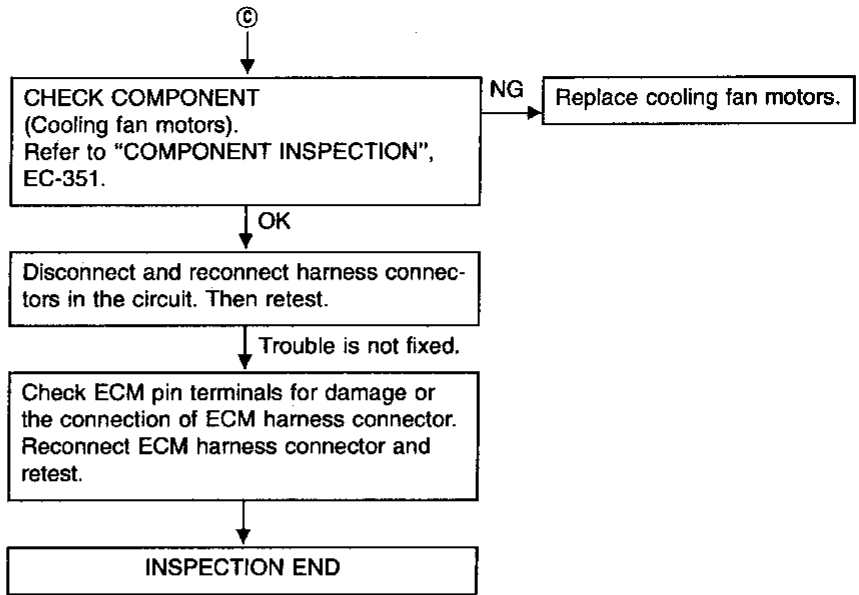 Ⓒ
CHECK COMPONENT
(Cooling fan motors).
Refer to "COMPONENT INSPECTION",
EC-351.
NG
Replace cooling fan motors.
OK
Disconnect and reconnect harness connec-
tors in the circuit. Then retest.
Trouble is not fixed.
Check ECM pin terminals for damage or
the connection of ECM harness connector.
Reconnect ECM harness connector and
retest.
INSPECTION END